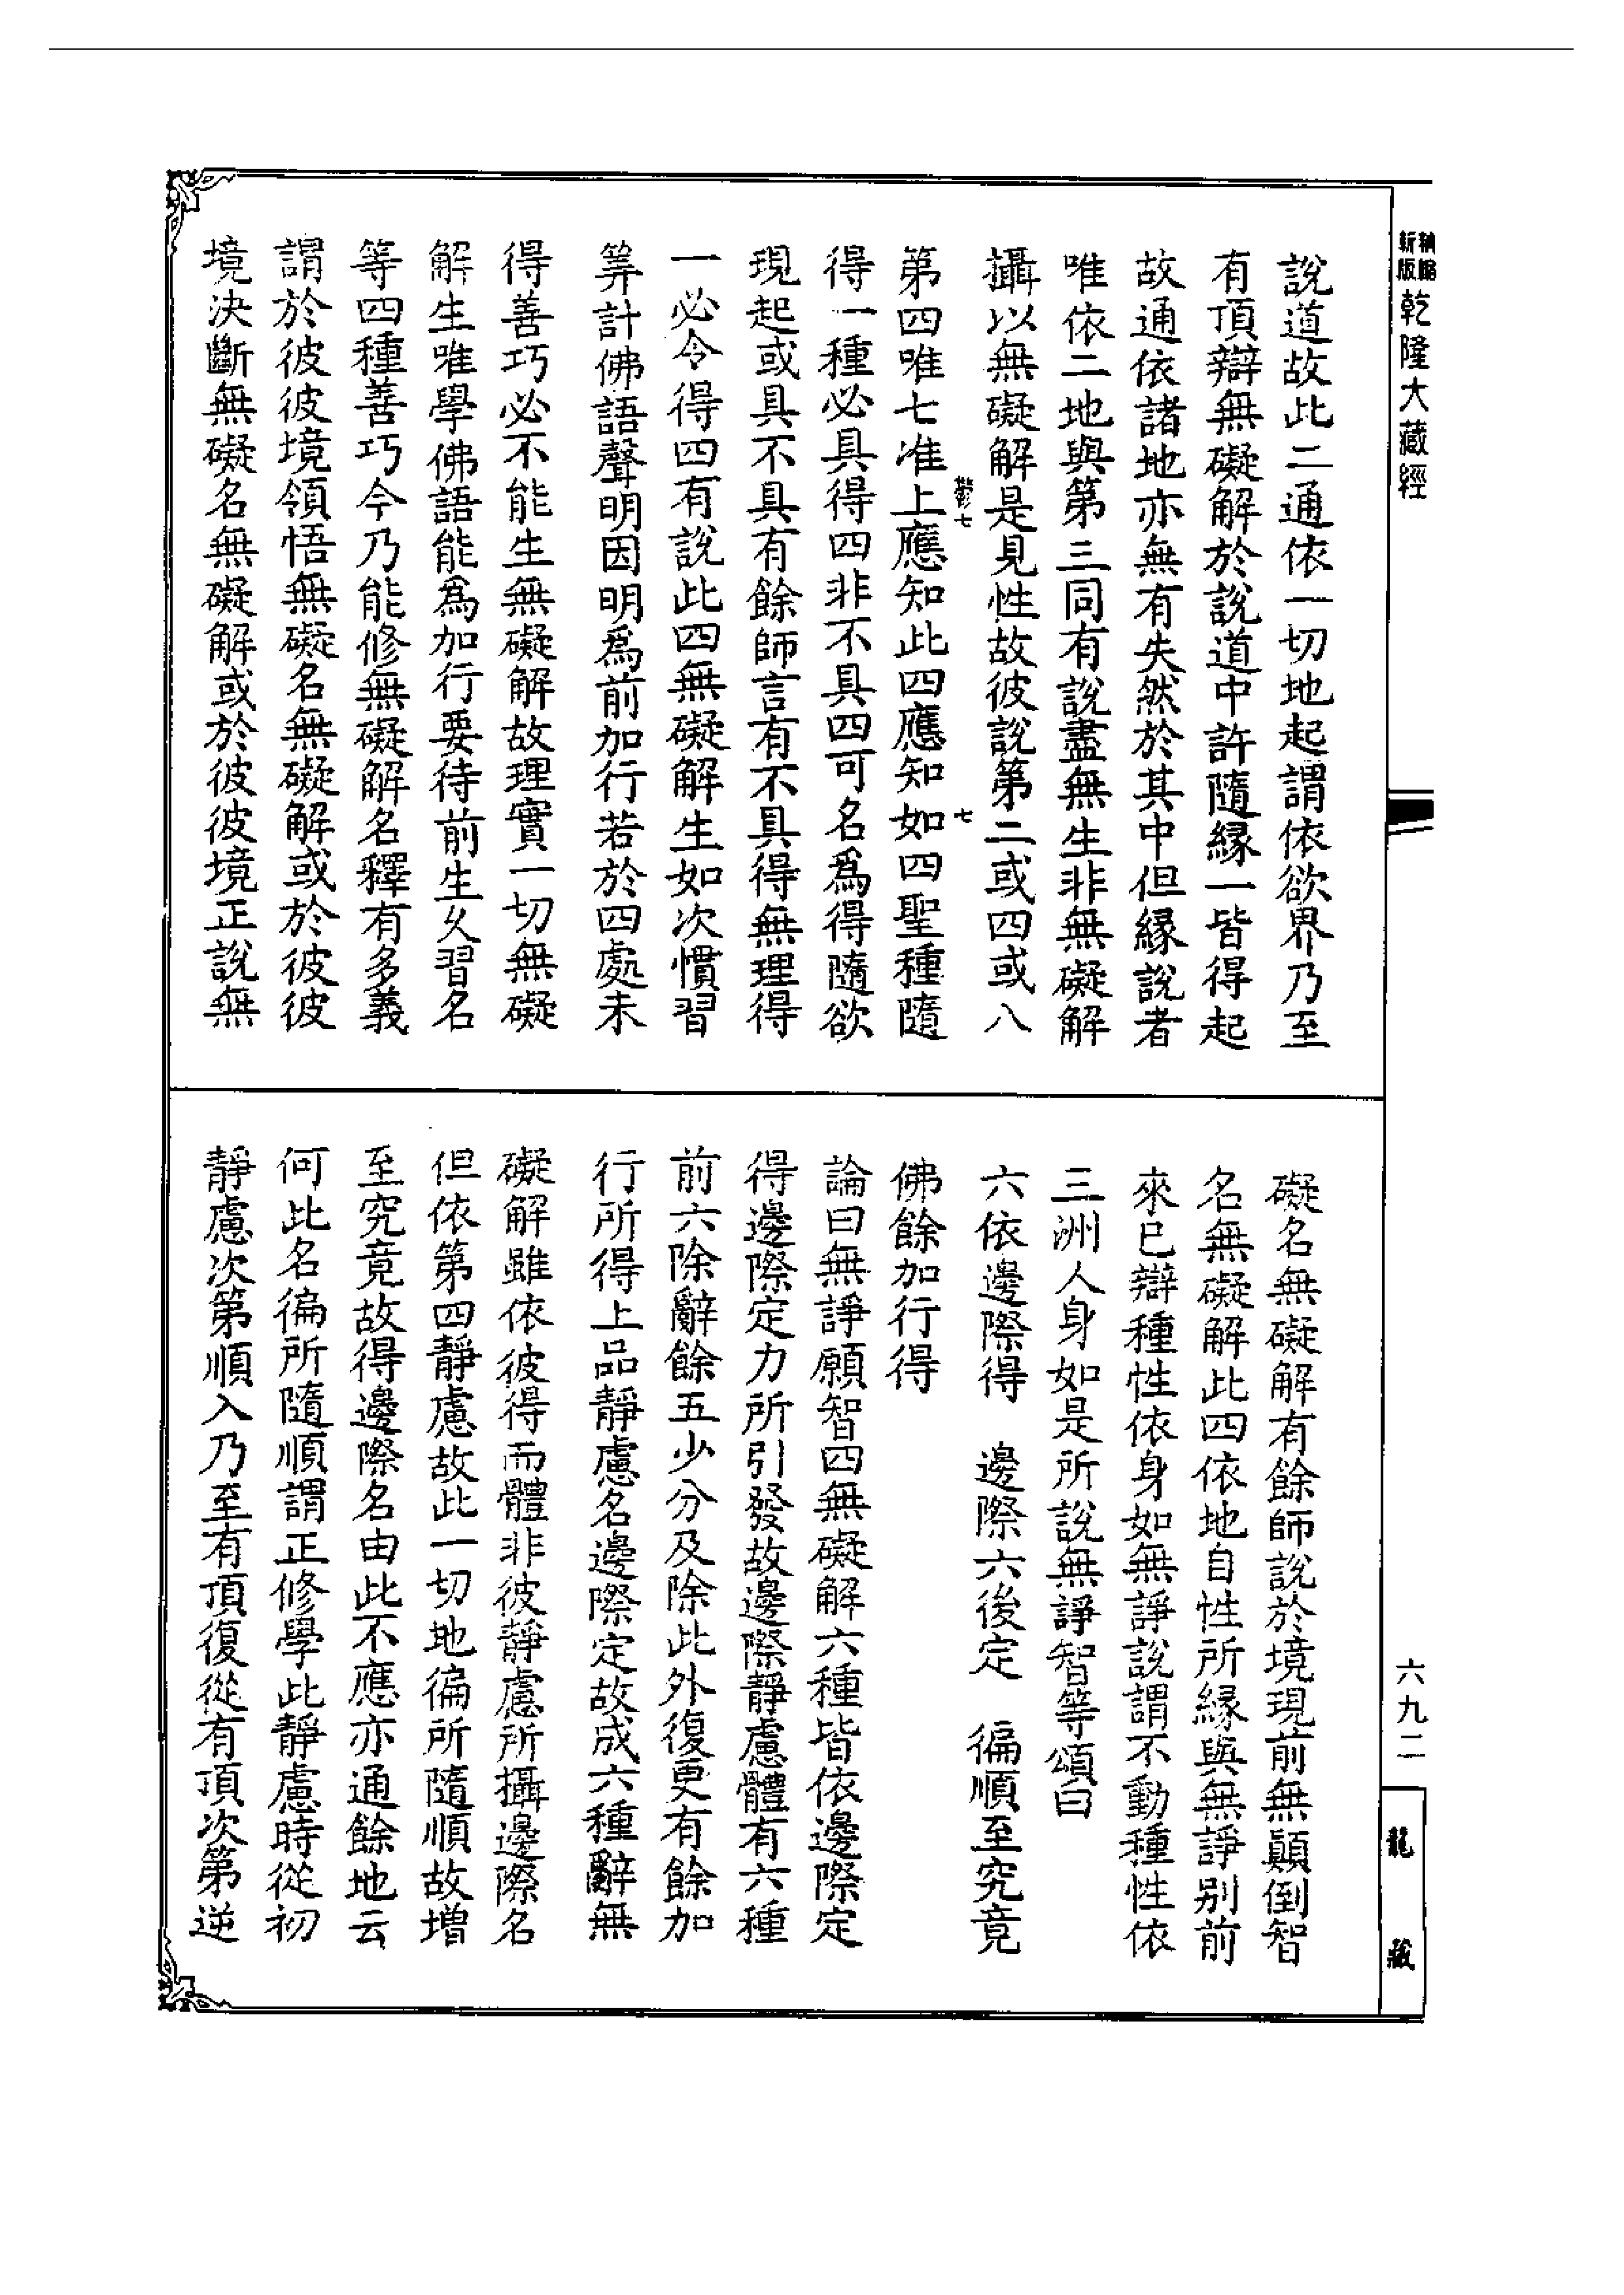 新版精縮乾隆大藏經
說道故此二通依一切地起謂依欲界乃至
有頂辯無礙解於說道中許隨緣一皆得起
故通依諸地亦無有失然於其中但緣說者
唯依二地與第三同有說盡無生非無礙解
攝以無礙解是見性故彼說第二或四或八
鬱七
七
第四唯七准上應知此四應知如四聖種隨
得一種必具得四非不具四可名爲得隨欲
現起或具不具有餘師言有不具得無理得
一必令得四有說此四無礙解生如次慣習
筭計佛語聲明因明爲前加行若於四處未
得善巧必不能生無礙解故理實一切無礙
解生唯學佛語能爲加行要待前生久習名
等四種善巧今乃能修無礙解名釋有多義
謂於彼彼境領悟無礙名無礙解或於彼彼
境決斷無礙名無礙解或於彼彼境正說無
礙名無礙解有餘師說於境現前無顛倒智
名無礙解此四依地自性所緣與無諍別前
來已辯種性依身如無諍說謂不動種性依
三洲人身如是所說無諍智等頌曰
六依邊際得　邊際六後定　徧順至究竟
佛餘加行得
論曰無諍願智四無礙解六種皆依邊際定
得邊際定力所引發故邊際靜慮體有六種
前六除辭餘五少分及除此外復更有餘加
行所得上品靜慮名邊際定故成六種辭無
礙解雖依彼得而體非彼靜慮所攝邊際名
但依第四靜慮故此一切地徧所隨順故增
至究竟故得邊際名由此不應亦通餘地云
何此名徧所隨順謂正修學此靜慮時從初
靜慮次第順入乃至有頂復從有頂次第逆
六九二
龍藏